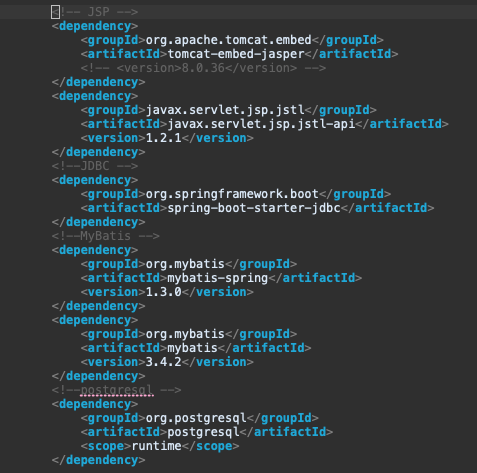 <!-- JSP -->
<dependency>
<groupId>org.apache.tomcat.embed</groupId>
<artifactId>tomcat-embed-jasper</artifactId>
<!-- <version>8.0.36</version> -->
</dependency>
<dependency>
<groupId>javax.servlet.jsp.jstl</groupId>
<artifactId>javax.servlet.jsp.jstl-api</artifactId>
<version>1.2.1</version>
</dependency>
<!--JDBC -->
<dependency>
<groupId>org.springframework.boot</groupId>
<artifactId>spring-boot-starter-jdbc</artifactId>
</dependency>
<!--MyBatis -->
<dependency>
<groupId>org.mybatis</groupId>
<artifactId>mybatis-spring</artifactId>
<version>1.3.0</version>
</dependency>
<dependency>
<groupId>org.mybatis</groupId>
<artifactId>mybatis</artifactId>
<version>3.4.2</version>
</dependency>
<!--postgresql -->
<dependency>
<groupId>org.postgresql</groupId>
<artifactId>postgresql</artifactId>
<scope>runtime</scope>
</dependency>